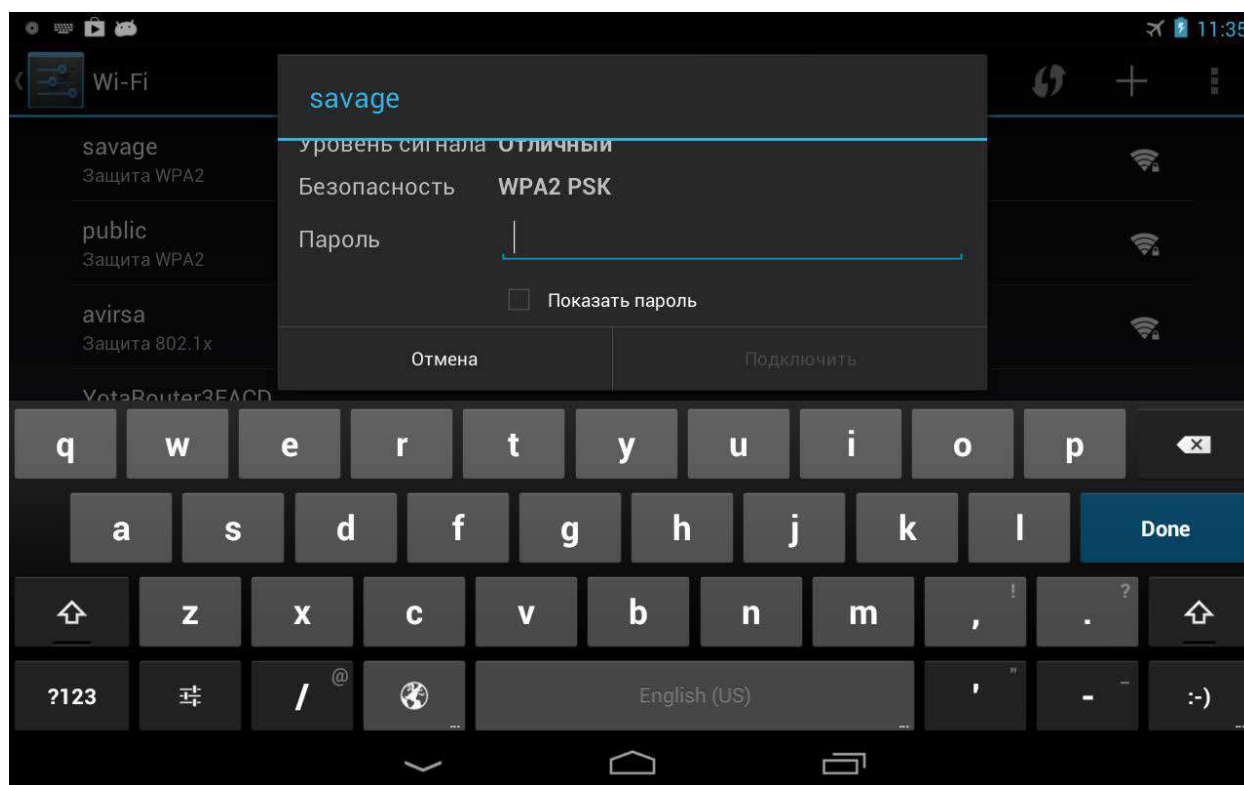 11:35
Wi-Fi
savage
savage
Защита WPA2
public
Защита WPA2
avirsa
Защита 802.1x
YotaRouter3EACD
Уровень сигнала Отличный
Безопасность WPA2 PSK
Пароль
Показать пароль
Отмена Подключить
q w e r t y u i o p
a s d f g h j k l Done
z x c v b n m , ! . ?
?123 / @ English (US) ' " - _ :-)